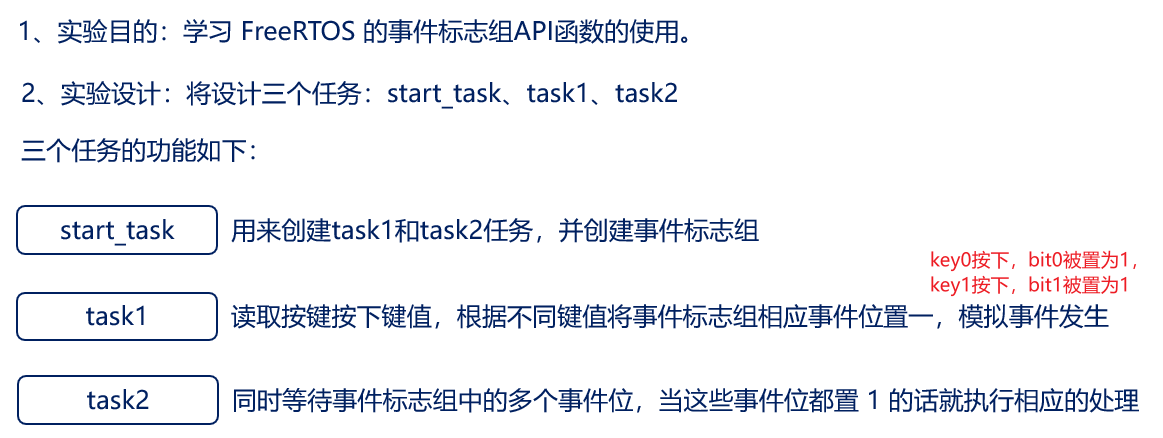 1、实验目的：学习 FreeRTOS 的事件标志组API函数的使用。
2、实验设计：将设计三个任务：start_task、task1、task2
三个任务的功能如下：
start_task 用来创建task1和task2任务，并创建事件标志组
key0按下，bit0被置为1，
key1按下，bit1被置为1
task1 读取按键按下键值，根据不同键值将事件标志组相应事件位置一，模拟事件发生
task2 同时等待事件标志组中的多个事件位，当这些事件位都置 1 的话就执行相应的处理